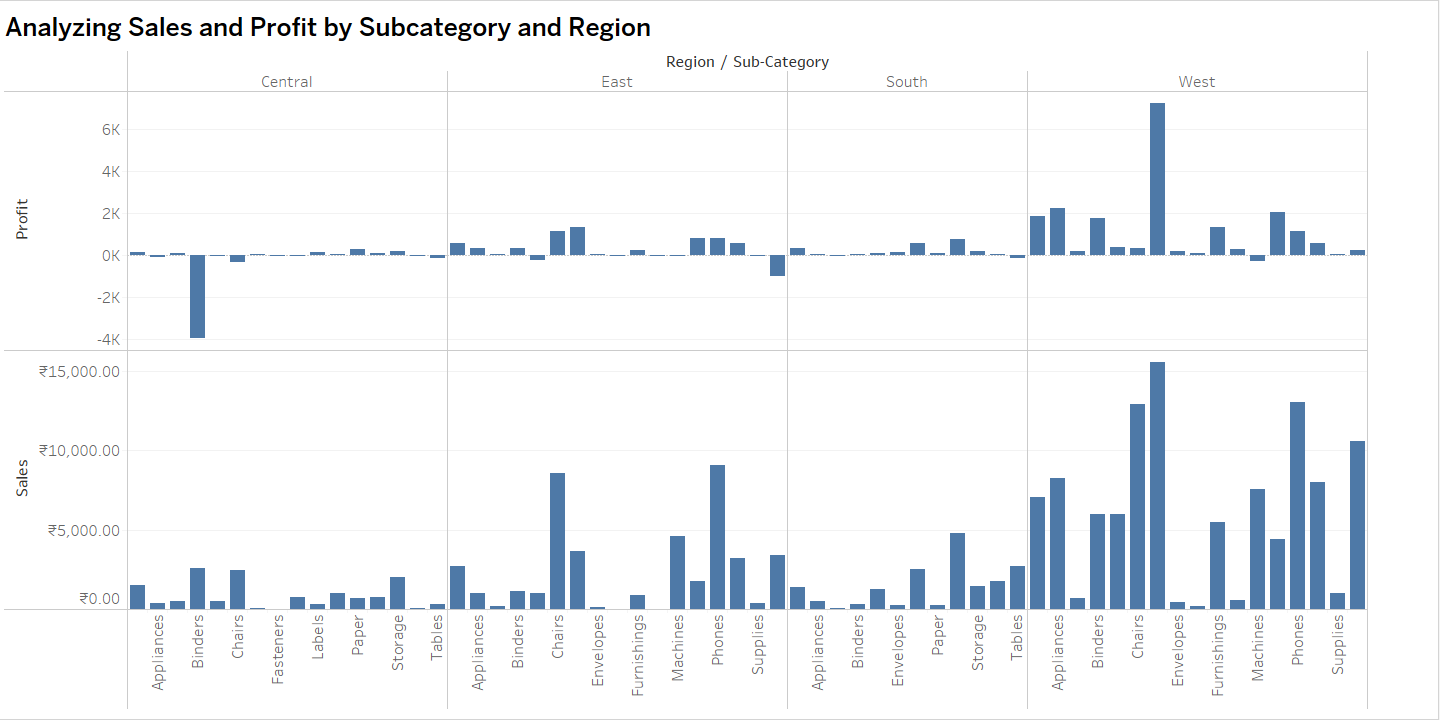 Analyzing Sales and Profit by Subcategory and Region
Region / Sub-Category
Central East South West
Profit
6K
4K
2K
0K
-2K
-4K
Sales
₹15,000.00
₹10,000.00
₹5,000.00
₹0.00
Appliances
Binders
Chairs
Fasteners
Labels
Paper
Storage
Tables
Appliances
Binders
Chairs
Envelopes
Furnishings
Machines
Phones
Supplies
Appliances
Binders
Envelopes
Paper
Storage
Tables
Appliances
Binders
Chairs
Envelopes
Furnishings
Machines
Phones
Supplies